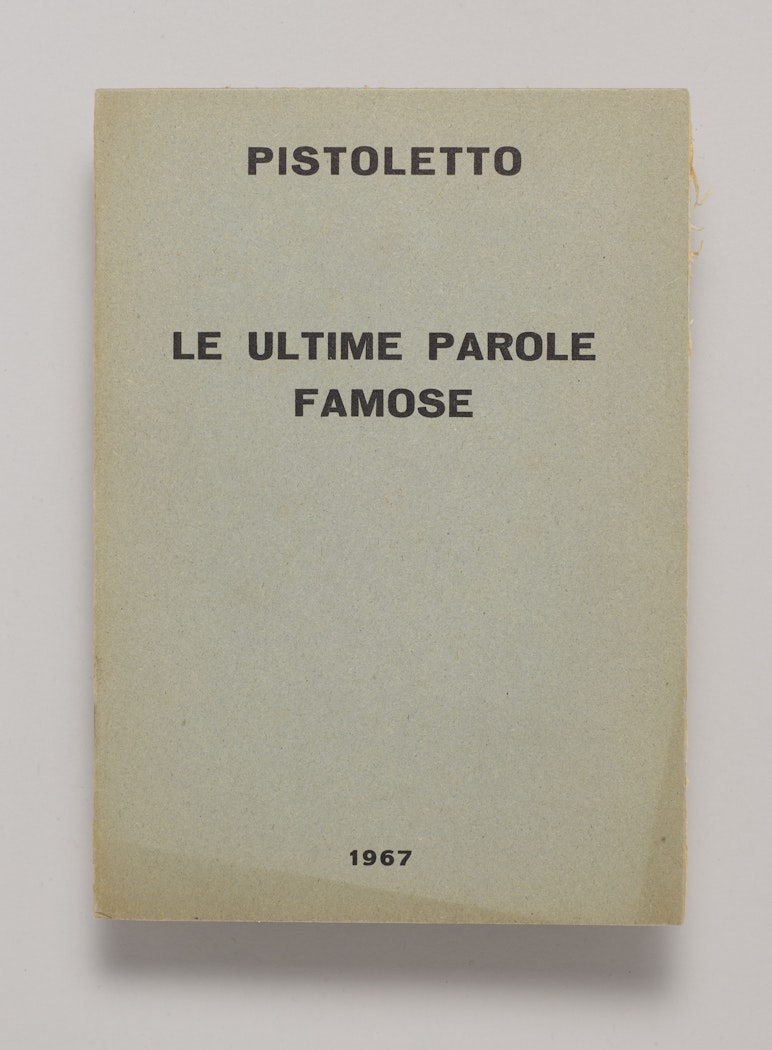 PISTOLETTO
LE ULTIME PAROLE
FAMOSE
1967